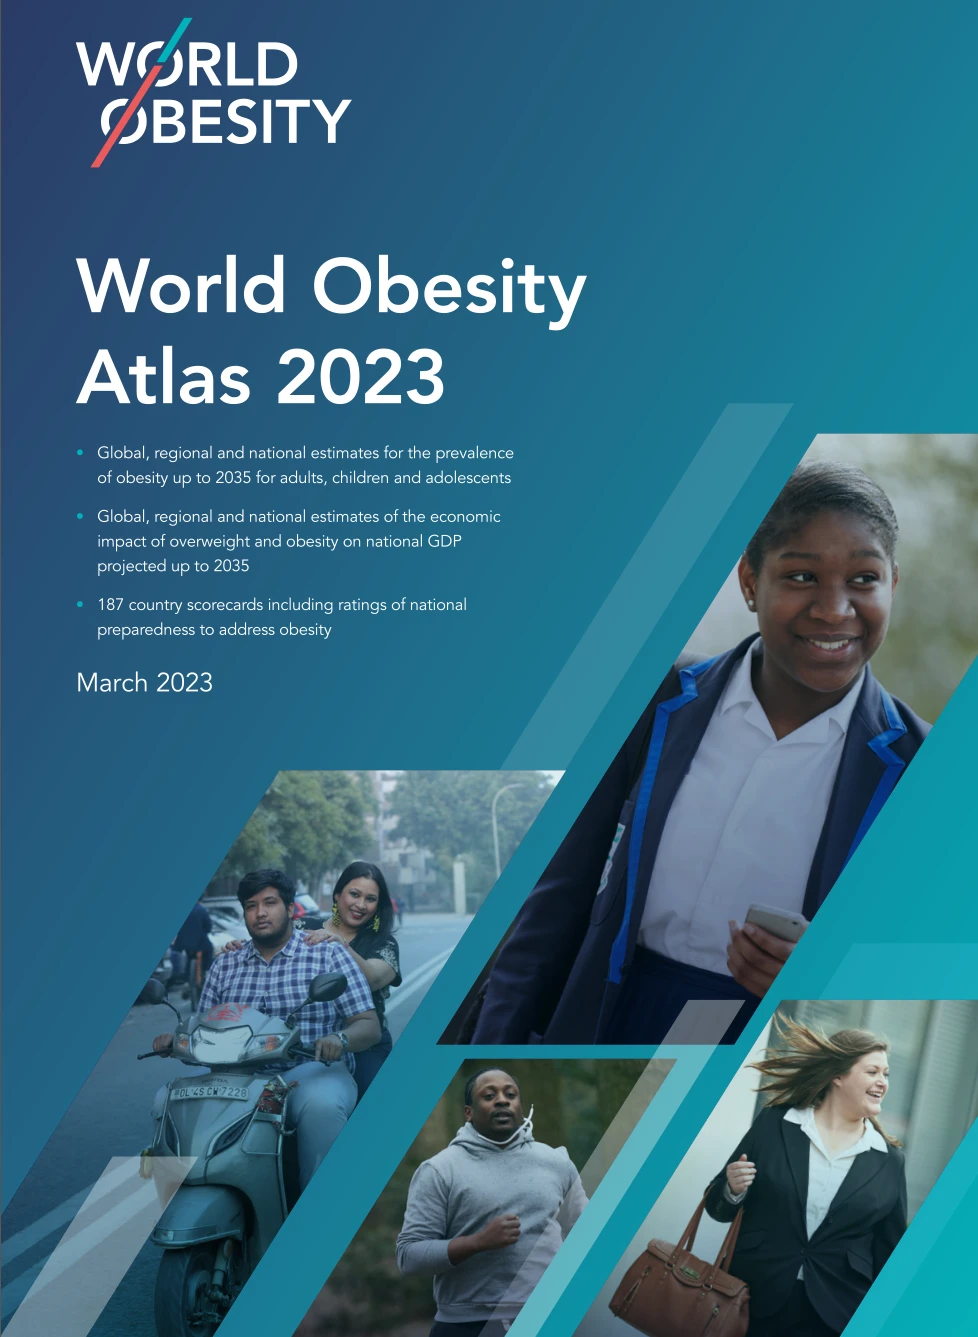 WORLD
OBESITY
World Obesity
Atlas 2023
• Global, regional and national estimates for the prevalence
of obesity up to 2035 for adults, children and adolescents
• Global, regional and national estimates of the economic
impact of overweight and obesity on national GDP
projected up to 2035
• 187 country scorecards including ratings of national
preparedness to address obesity
March 2023
DL4SCW7228